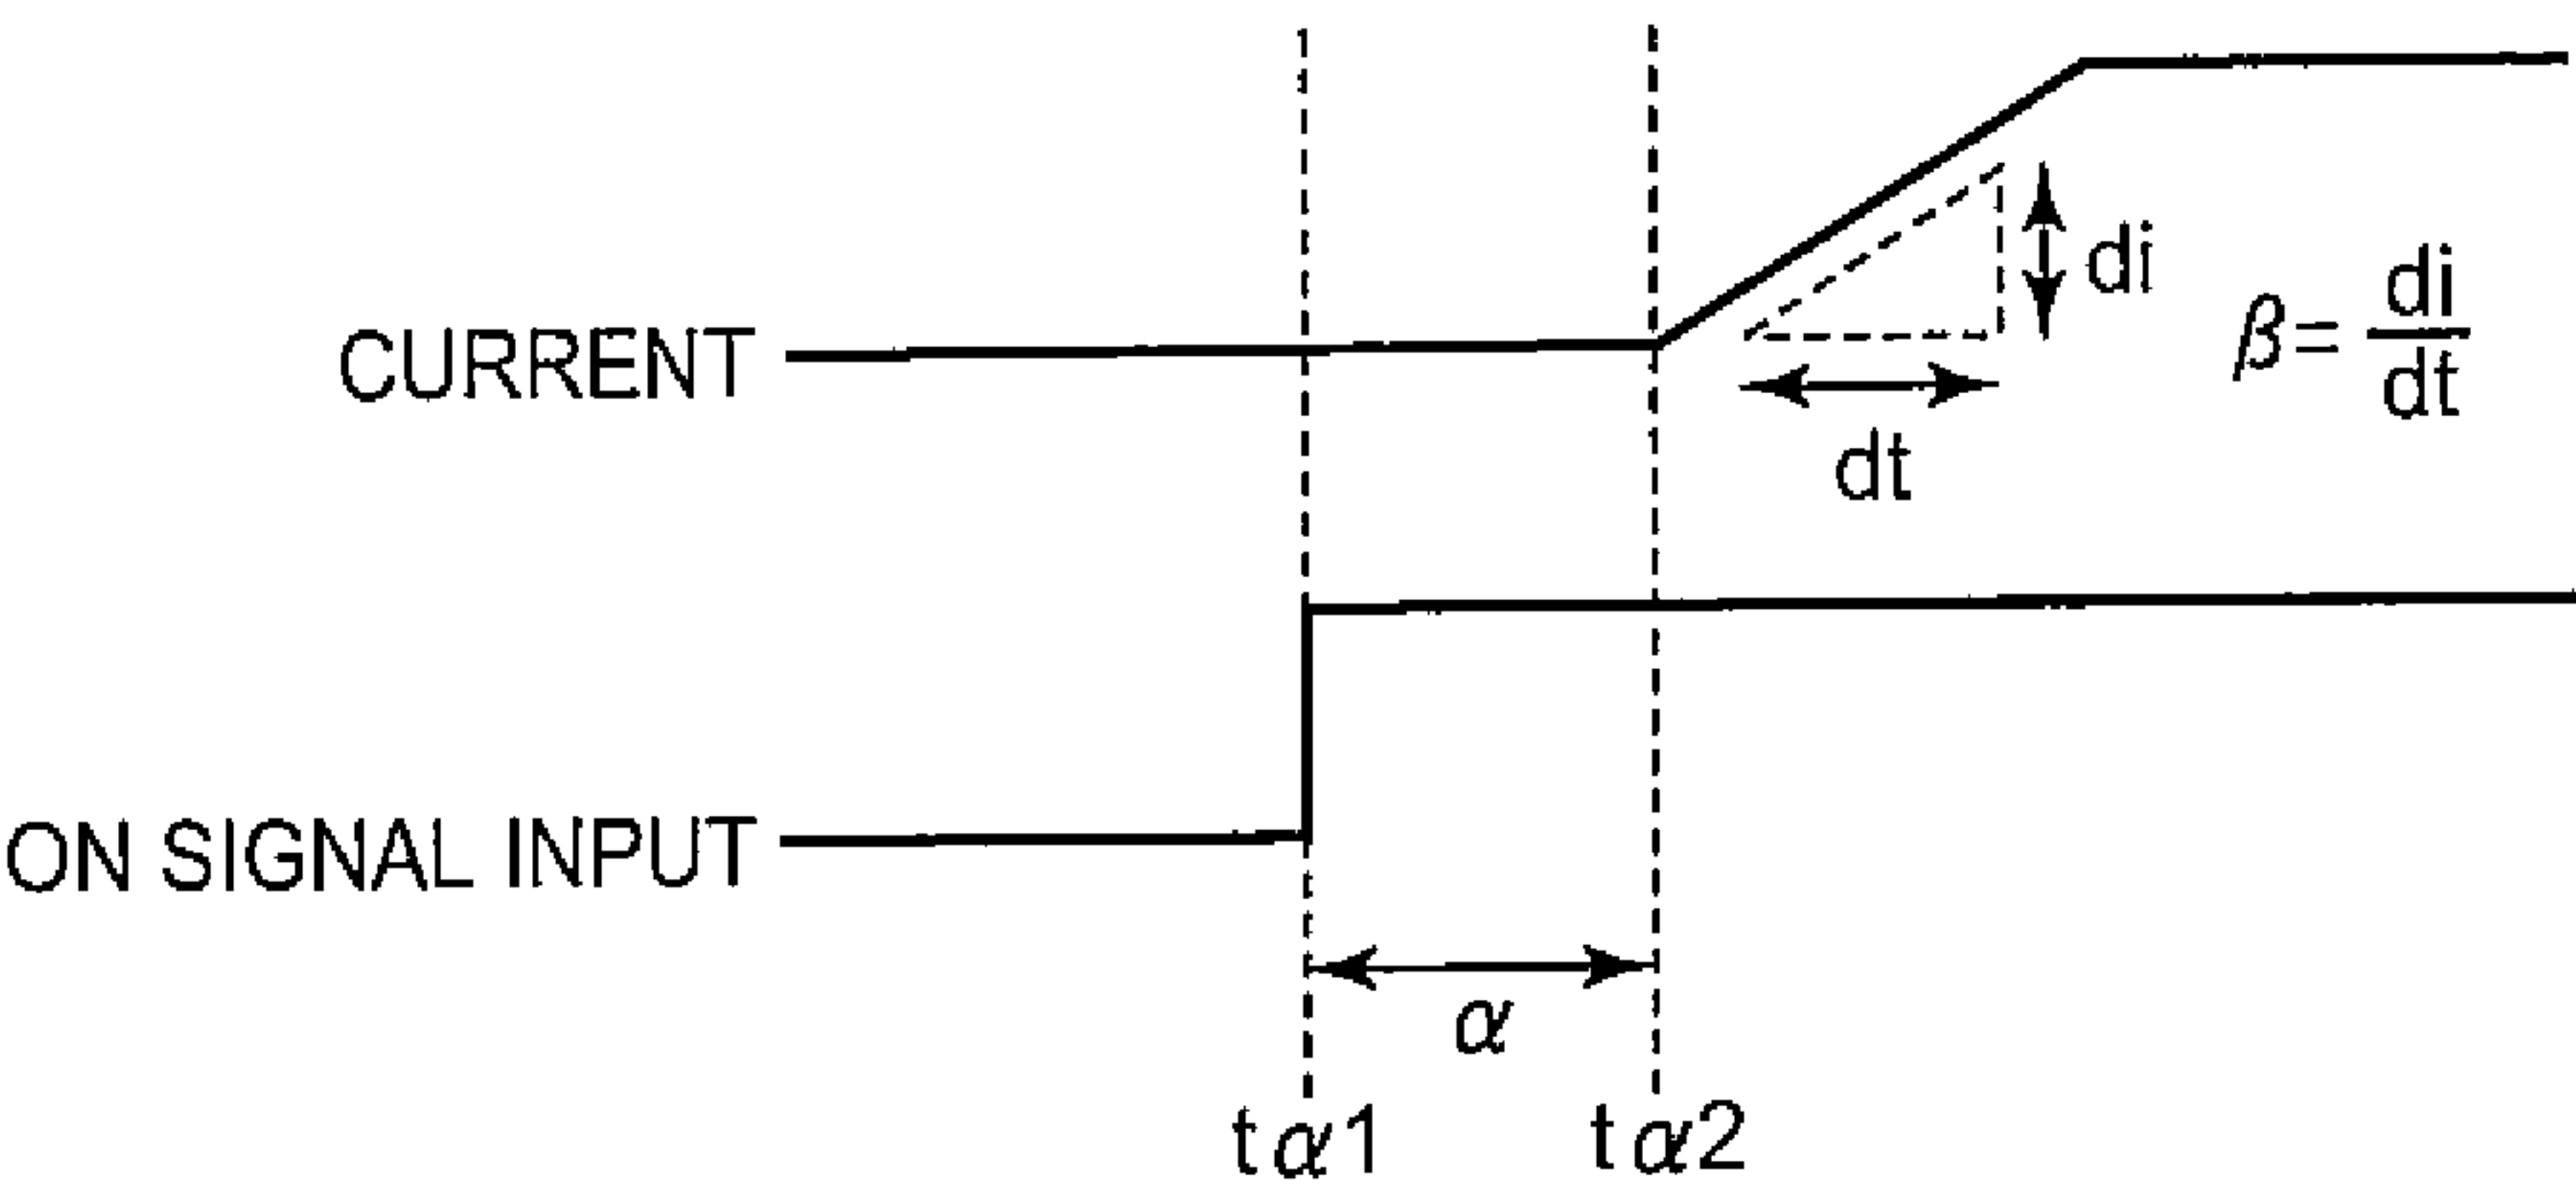 di
β = di/dt
CURRENT
dt
ON SIGNAL INPUT
α
tα1
tα2